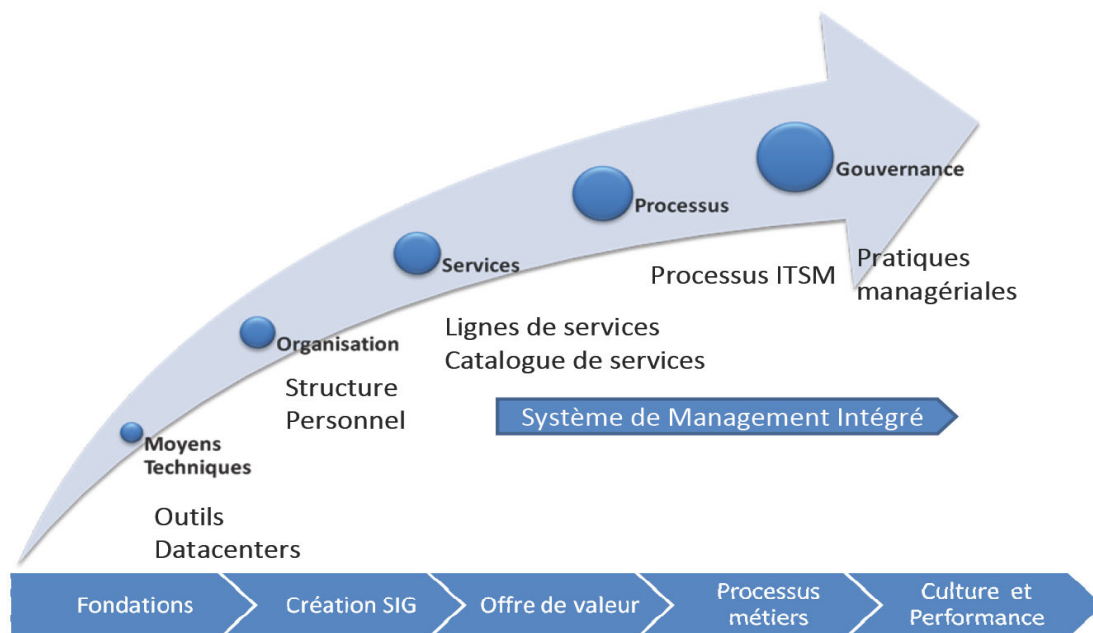 Gouvernance
Processus
Services
Processus ITSM
Pratiques
managériales
Organisation
Lignes de services
Catalogue de services
Structure
Personnel
Système de Management Intégré
Moyens
Techniques
Outils
Datacenters
Fondations
Création SIG
Offre de valeur
Processus
métiers
Culture et
Performance